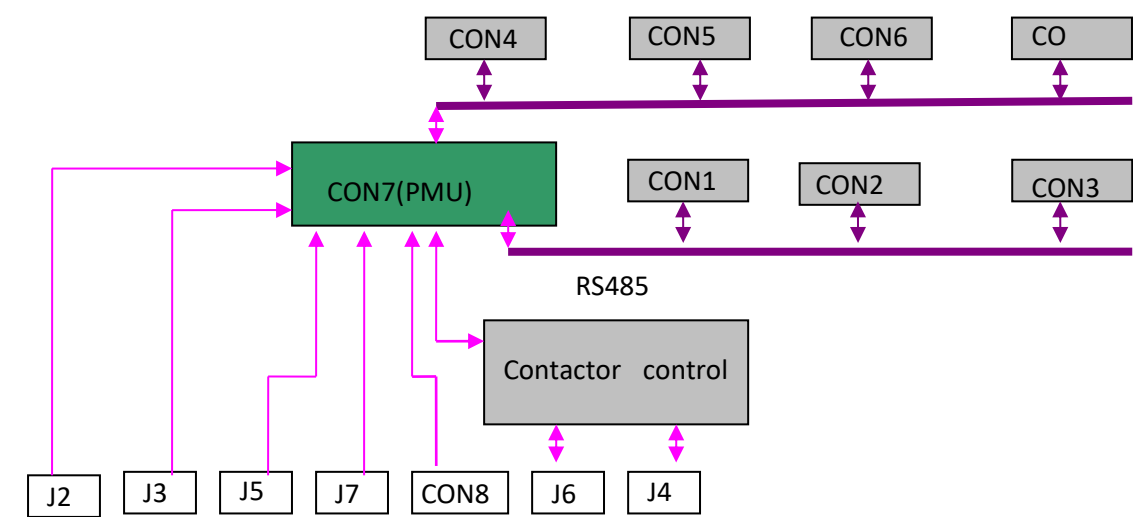 CON4
CON5
CON6
CO
CON7(PMU)
CON1
CON2
CON3
RS485
Contactor control
J2
J3
J5
J7
CON8
J6
J4